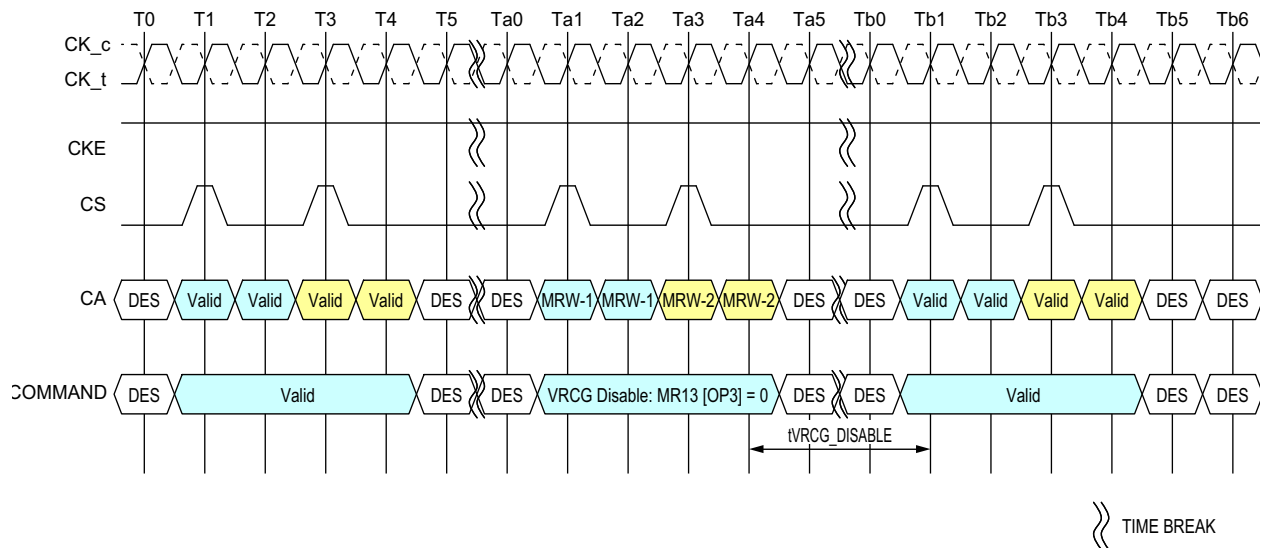 T0 T1 T2 T3 T4 T5 Ta0 Ta1 Ta2 Ta3 Ta4 Ta5 Tb0 Tb1 Tb2 Tb3 Tb4 Tb5 Tb6
CK_c
CK_t
CKE
CS
CA DES Valid Valid Valid Valid DES DES MRW-1 MRW-1 MRW-2 MRW-2 DES DES Valid Valid Valid Valid DES DES
COMMAND DES Valid DES DES VRCG Disable: MR13 [OP3] = 0 DES DES Valid DES DES
tVRCG_DISABLE
TIME BREAK